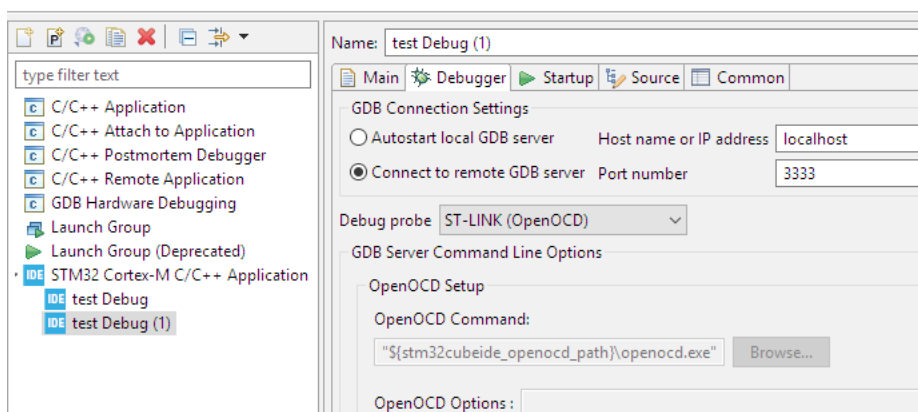 type filter text
C/C++ Application
C/C++ Attach to Application
C/C++ Postmortem Debugger
C/C++ Remote Application
GDB Hardware Debugging
Launch Group
Launch Group (Deprecated)
IDE STM32 Cortex-M C/C++ Application
IDE test Debug
IDE test Debug (1)
Name: test Debug (1)
Main Debugger Startup Source Common
GDB Connection Settings
Autostart local GDB server Host name or IP address localhost
Connect to remote GDB server Port number 3333
Debug probe ST-LINK (OpenOCD)
GDB Server Command Line Options
OpenOCD Setup
OpenOCD Command:
"${stm32cubeide_openocd_path}\openocd.exe" Browse...
OpenOCD Options :